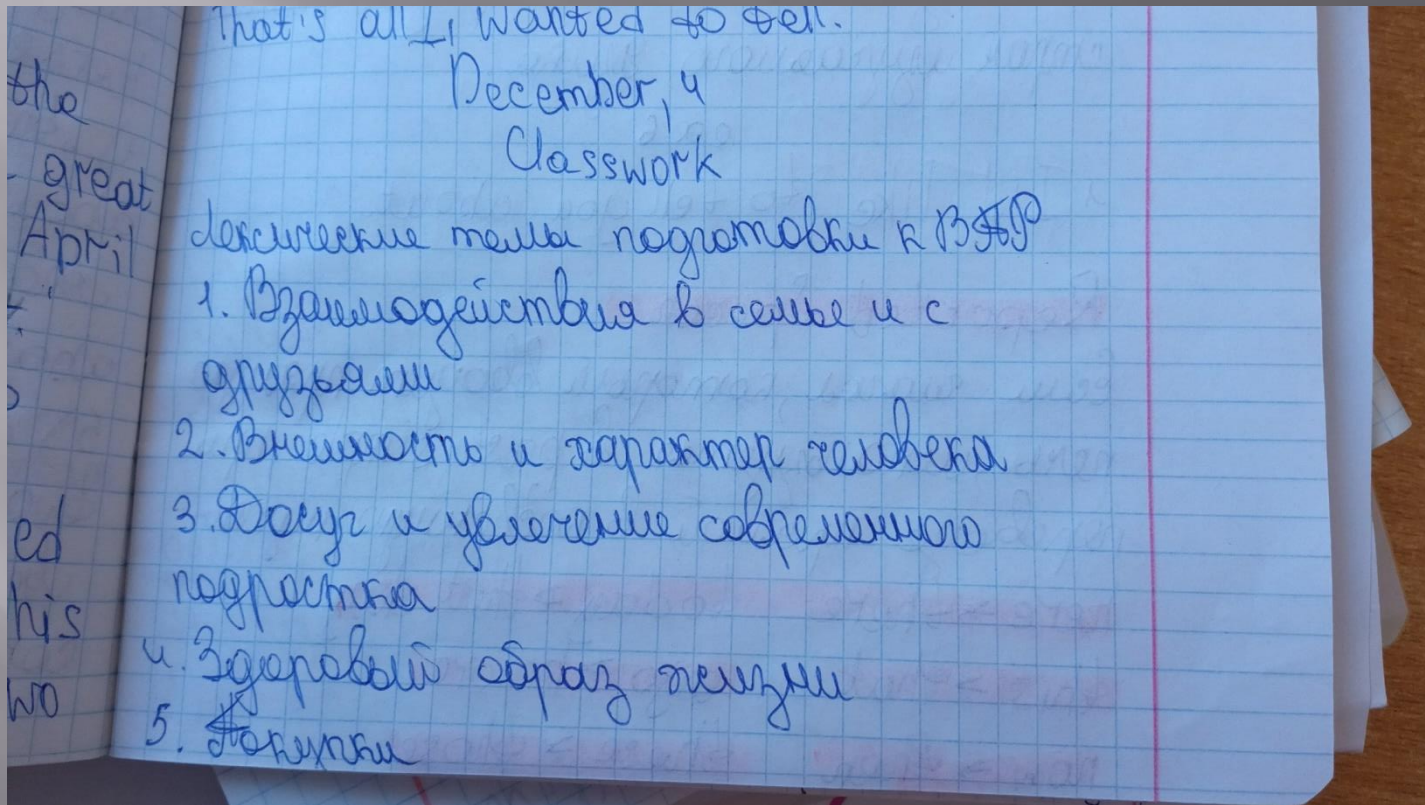 That's all I, wanted to tell.
December, 4
Classwork
Лексические темы подготовки к ВПР
1. Взаимодействия в семье и с
друзьями
2. Внешность и характер человека
3. Досуг и увлечение современного
подростка
4. Здоровый образ жизни
5. Покупки
the
great
April
ed
his
wo